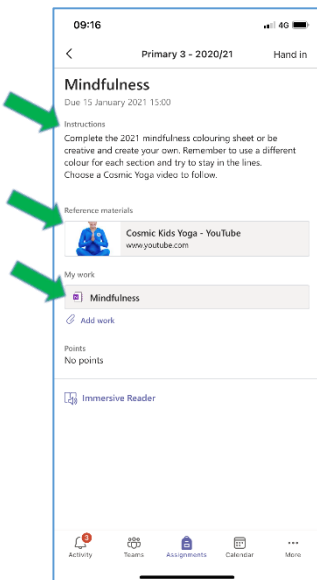 09:16
4G
Primary 3 - 2020/21
Hand in
Mindfulness
Due 15 January 2021 15:00
Instructions
Complete the 2021 mindfulness colouring sheet or be
creative and create your own. Remember to use a different
colour for each section and try to stay in the lines.
Choose a Cosmic Yoga video to follow.
Reference materials
Cosmic Kids Yoga - YouTube
www.youtube.com
My work
Mindfulness
Add work
Points
No points
Immersive Reader
3
Activity
Teams
Assignments
Calendar
More